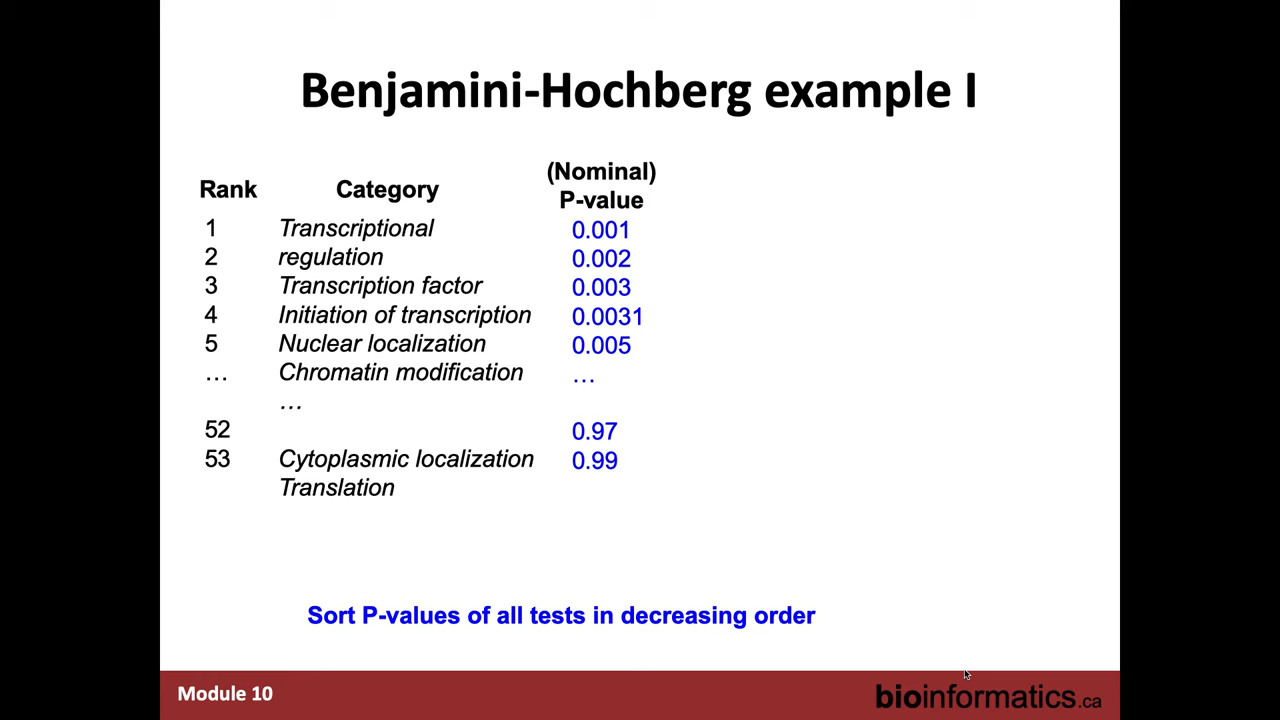 Benjamini-Hochberg example I
Rank Category (Nominal) P-value
1 Transcriptional 0.001
2 regulation 0.002
3 Transcription factor 0.003
4 Initiation of transcription 0.0031
5 Nuclear localization 0.005
… Chromatin modification …
…
52 0.97
53 Cytoplasmic localization 0.99
Translation
Sort P-values of all tests in decreasing order
Module 10
bioinformatics.ca